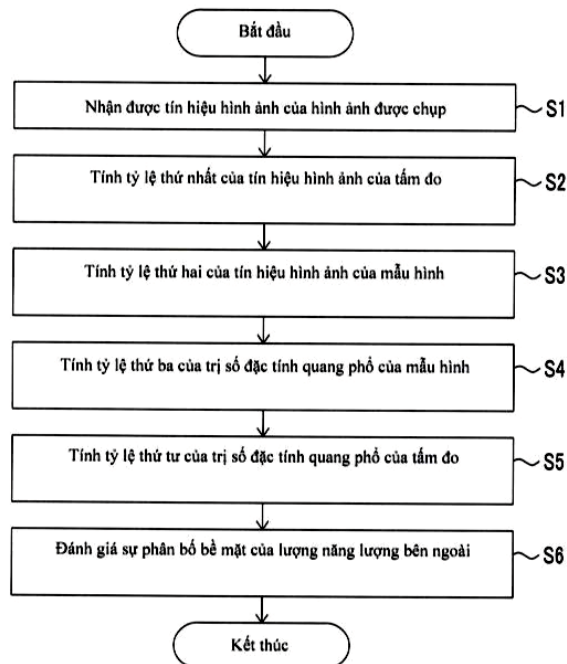 Bắt đầu
Nhận được tín hiệu hình ảnh của hình ảnh được chụp
S1
Tính tỷ lệ thứ nhất của tín hiệu hình ảnh của tấm đo
S2
Tính tỷ lệ thứ hai của tín hiệu hình ảnh của mẫu hình
S3
Tính tỷ lệ thứ ba của trị số đặc tính quang phổ của mẫu hình
S4
Tính tỷ lệ thứ tư của trị số đặc tính quang phổ của tấm đo
S5
Đánh giá sự phân bố bề mặt của lượng năng lượng bên ngoài
S6
Kết thúc